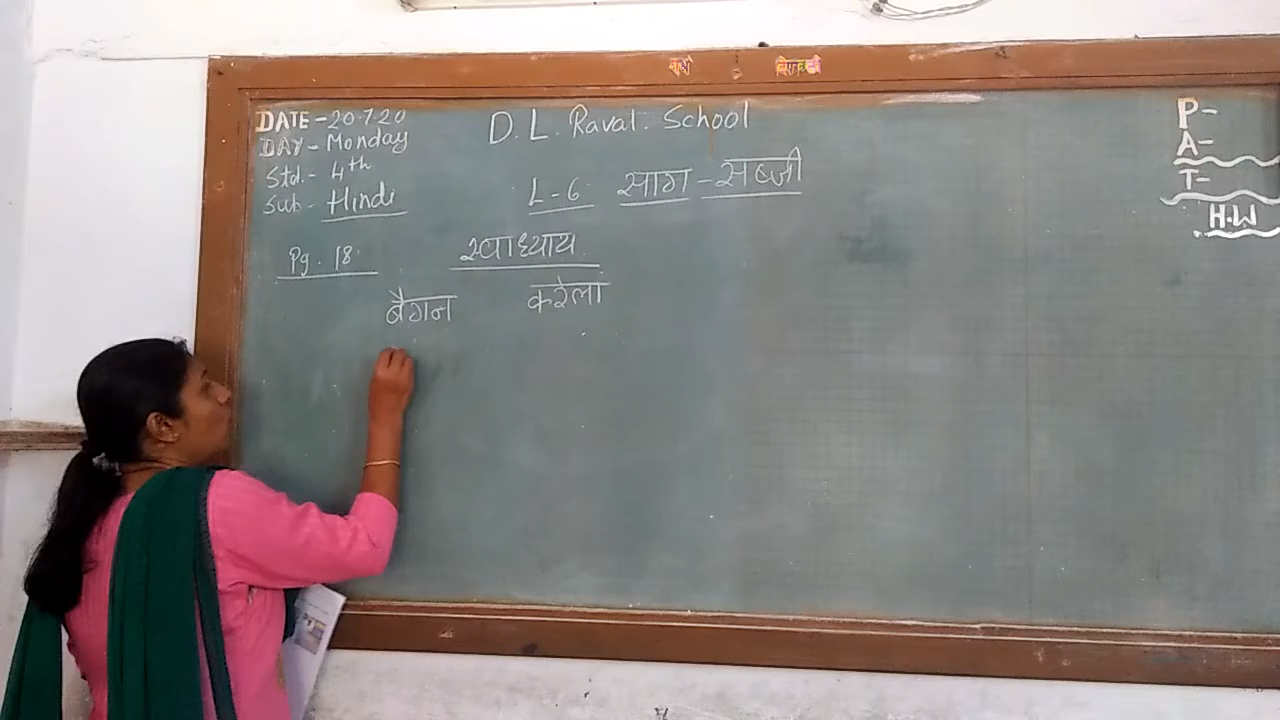 DATE - 20.7.20
D. L. Raval. School
DAY - Monday
Std. - 4th
Sub - Hindi
L - 6 साग - सब्जी
Pg. 18.
स्वाध्याय
बैगन करेला
P -
A -
T -
H.W